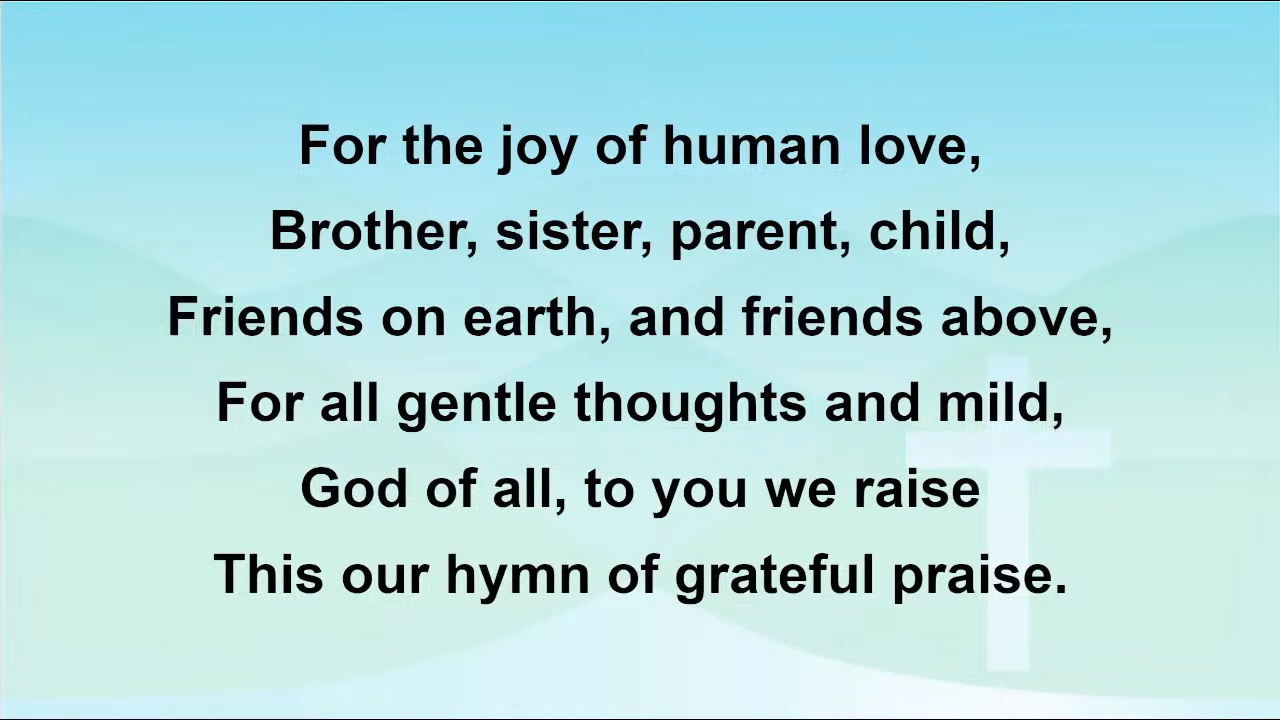 For the joy of human love,
Brother, sister, parent, child,
Friends on earth, and friends above,
For all gentle thoughts and mild,
God of all, to you we raise
This our hymn of grateful praise.